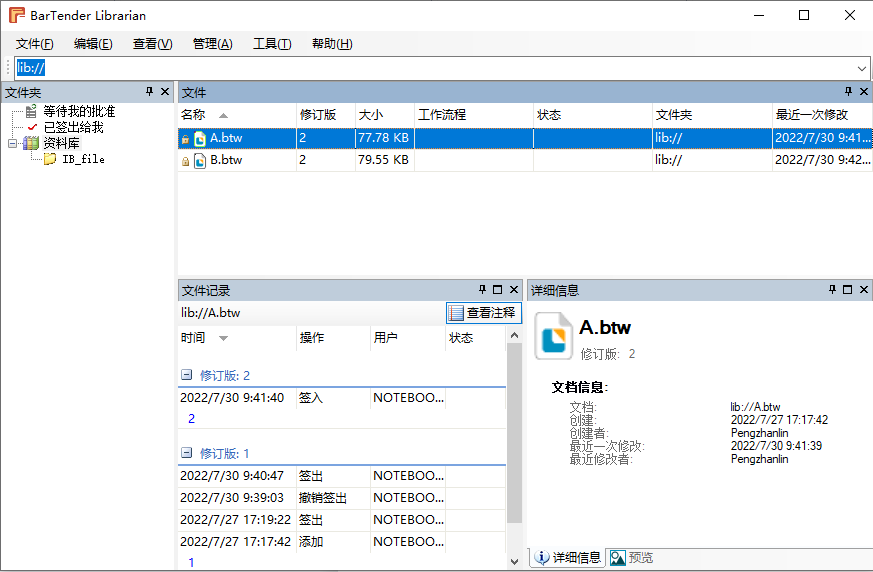 BarTender Librarian
文件(F) 编辑(E) 查看(V) 管理(A) 工具(T) 帮助(H)
lib://
文件夹
等待我的批准
已签出给我
资料库
IB_file
文件
名称 修订版 大小 工作流程 状态 文件夹 最近一次修改
A.btw 2 77.78 KB lib:// 2022/7/30 9:41...
B.btw 2 79.55 KB lib:// 2022/7/30 9:42...
文件记录
lib://A.btw 查看注释
时间 操作 用户 状态
修订版: 2
2022/7/30 9:41:40 签入 NOTEBOO...
2
修订版: 1
2022/7/30 9:40:47 签出 NOTEBOO...
2022/7/30 9:39:03 撤销签出 NOTEBOO...
2022/7/27 17:19:22 签出 NOTEBOO...
2022/7/27 17:17:42 添加 NOTEBOO...
1
详细信息
A.btw
修订版: 2
文档信息:
文档: lib://A.btw
创建: 2022/7/27 17:17:42
创建者: Pengzhanlin
最近一次修改: 2022/7/30 9:41:39
最近修改者: Pengzhanlin
详细信息 预览